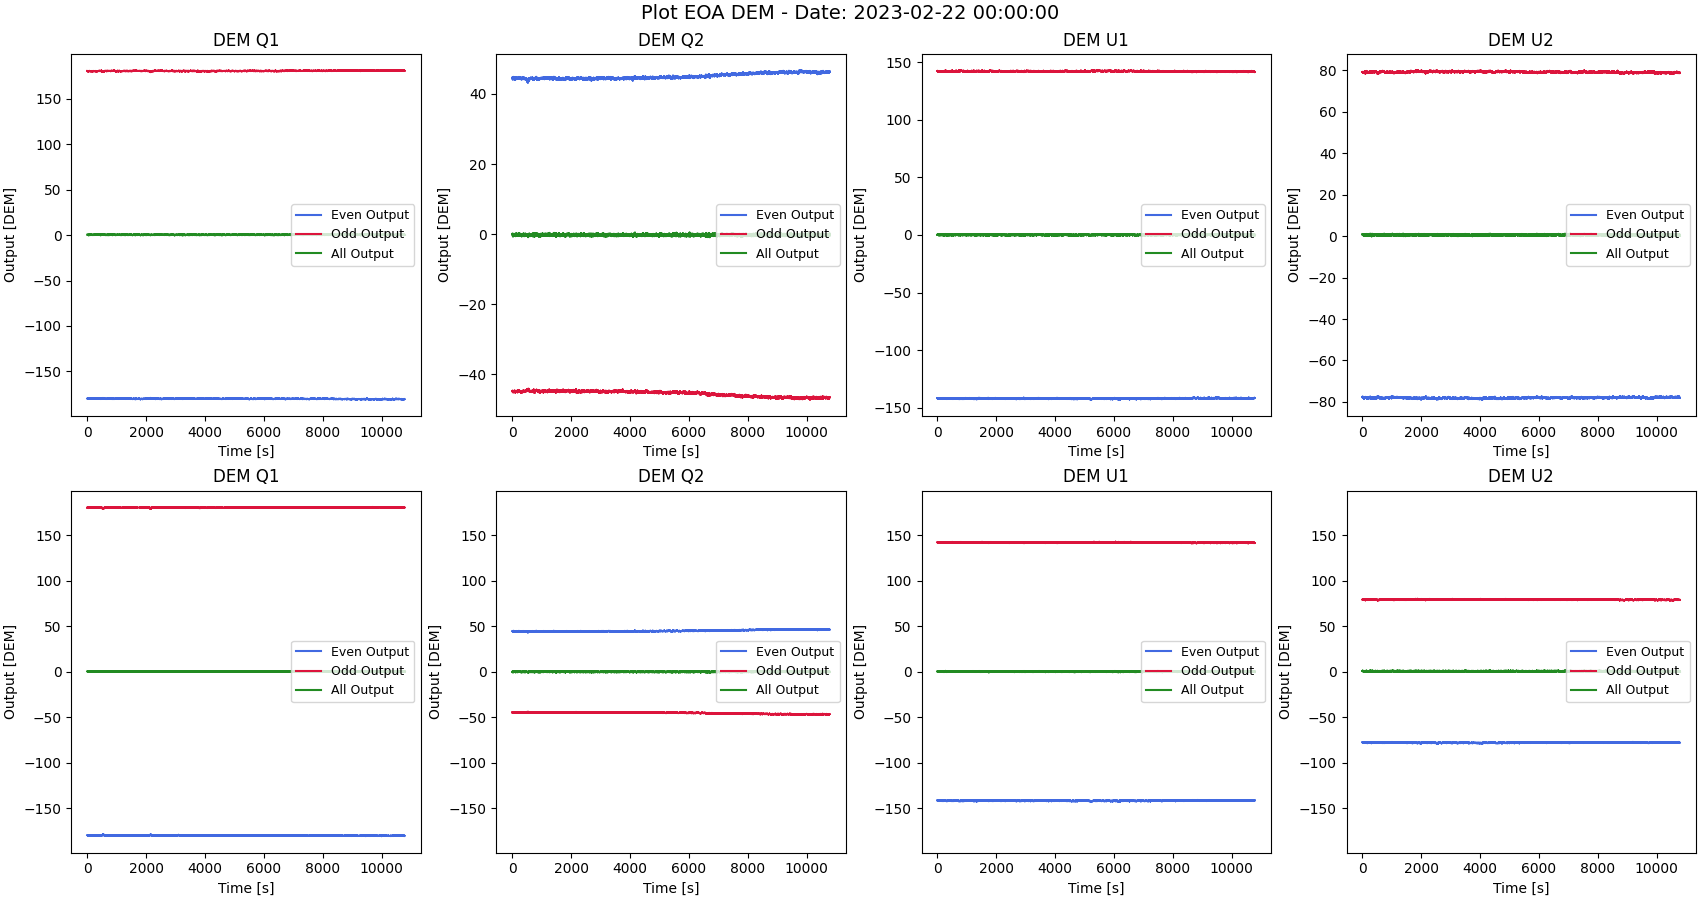 Plot EOA DEM - Date: 2023-02-22 00:00:00
DEM Q1
Output [DEM]
150
100
50
0
−50
−100
−150
Even Output
Odd Output
All Output
0 2000 4000 6000 8000 10000
Time [s]
DEM Q2
Output [DEM]
40
20
0
−20
−40
Even Output
Odd Output
All Output
0 2000 4000 6000 8000 10000
Time [s]
DEM U1
Output [DEM]
150
100
50
0
−50
−100
−150
Even Output
Odd Output
All Output
0 2000 4000 6000 8000 10000
Time [s]
DEM U2
Output [DEM]
80
60
40
20
0
−20
−40
−60
−80
Even Output
Odd Output
All Output
0 2000 4000 6000 8000 10000
Time [s]
DEM Q1
Output [DEM]
150
100
50
0
−50
−100
−150
Even Output
Odd Output
All Output
0 2000 4000 6000 8000 10000
Time [s]
DEM Q2
Output [DEM]
150
100
50
0
−50
−100
−150
Even Output
Odd Output
All Output
0 2000 4000 6000 8000 10000
Time [s]
DEM U1
Output [DEM]
150
100
50
0
−50
−100
−150
Even Output
Odd Output
All Output
0 2000 4000 6000 8000 10000
Time [s]
DEM U2
Output [DEM]
150
100
50
0
−50
−100
−150
Even Output
Odd Output
All Output
0 2000 4000 6000 8000 10000
Time [s]